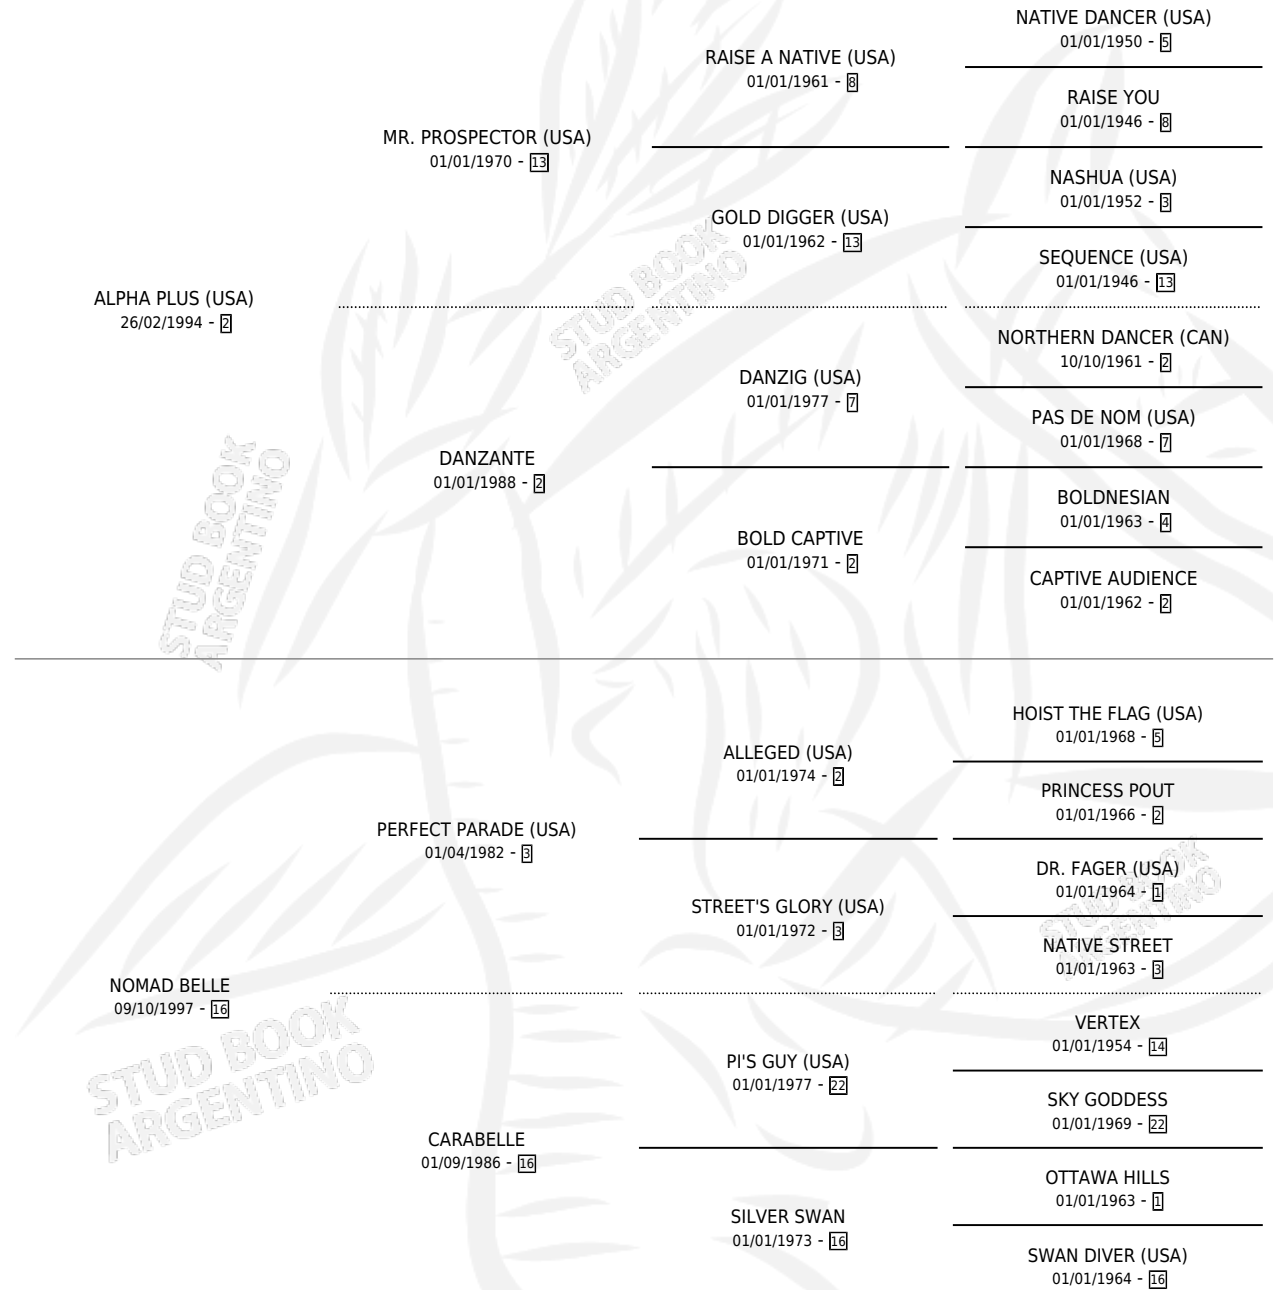 NATIVE DANCER (USA)
01/01/1950 - 5
RAISE A NATIVE (USA)
01/01/1961 - 8
RAISE YOU
01/01/1946 - 8
MR. PROSPECTOR (USA)
01/01/1970 - 13
NASHUA (USA)
01/01/1952 - 3
GOLD DIGGER (USA)
01/01/1962 - 13
SEQUENCE (USA)
01/01/1946 - 13
ALPHA PLUS (USA)
26/02/1994 - 2
STUD BOOK
ARGENTINO
NORTHERN DANCER (CAN)
10/10/1961 - 2
DANZIG (USA)
01/01/1977 - 7
PAS DE NOM (USA)
01/01/1968 - 7
DANZANTE
01/01/1988 - 2
BOLDNESIAN
01/01/1963 - 4
BOLD CAPTIVE
01/01/1971 - 2
CAPTIVE AUDIENCE
01/01/1962 - 2
STUD BOOK
ARGENTINO
HOIST THE FLAG (USA)
01/01/1968 - 5
ALLEGED (USA)
01/01/1974 - 2
PRINCESS POUT
01/01/1966 - 2
PERFECT PARADE (USA)
01/04/1982 - 3
DR. FAGER (USA)
01/01/1964 - 1
STREET'S GLORY (USA)
01/01/1972 - 3
NATIVE STREET
01/01/1963 - 3
STUD BOOK
ARGENTINO
NOMAD BELLE
09/10/1997 - 16
VERTEX
01/01/1954 - 14
PI'S GUY (USA)
01/01/1977 - 22
SKY GODDESS
01/01/1969 - 22
STUD BOOK
ARGENTINO
CARABELLE
01/09/1986 - 16
OTTAWA HILLS
01/01/1963 - 1
SILVER SWAN
01/01/1973 - 16
SWAN DIVER (USA)
01/01/1964 - 16